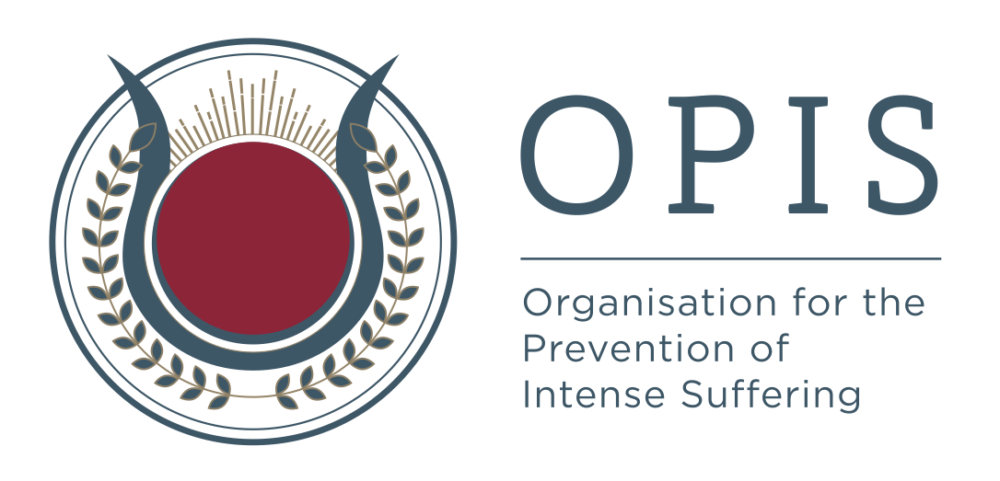 OPIS
Organisation for the
Prevention of
Intense Suffering